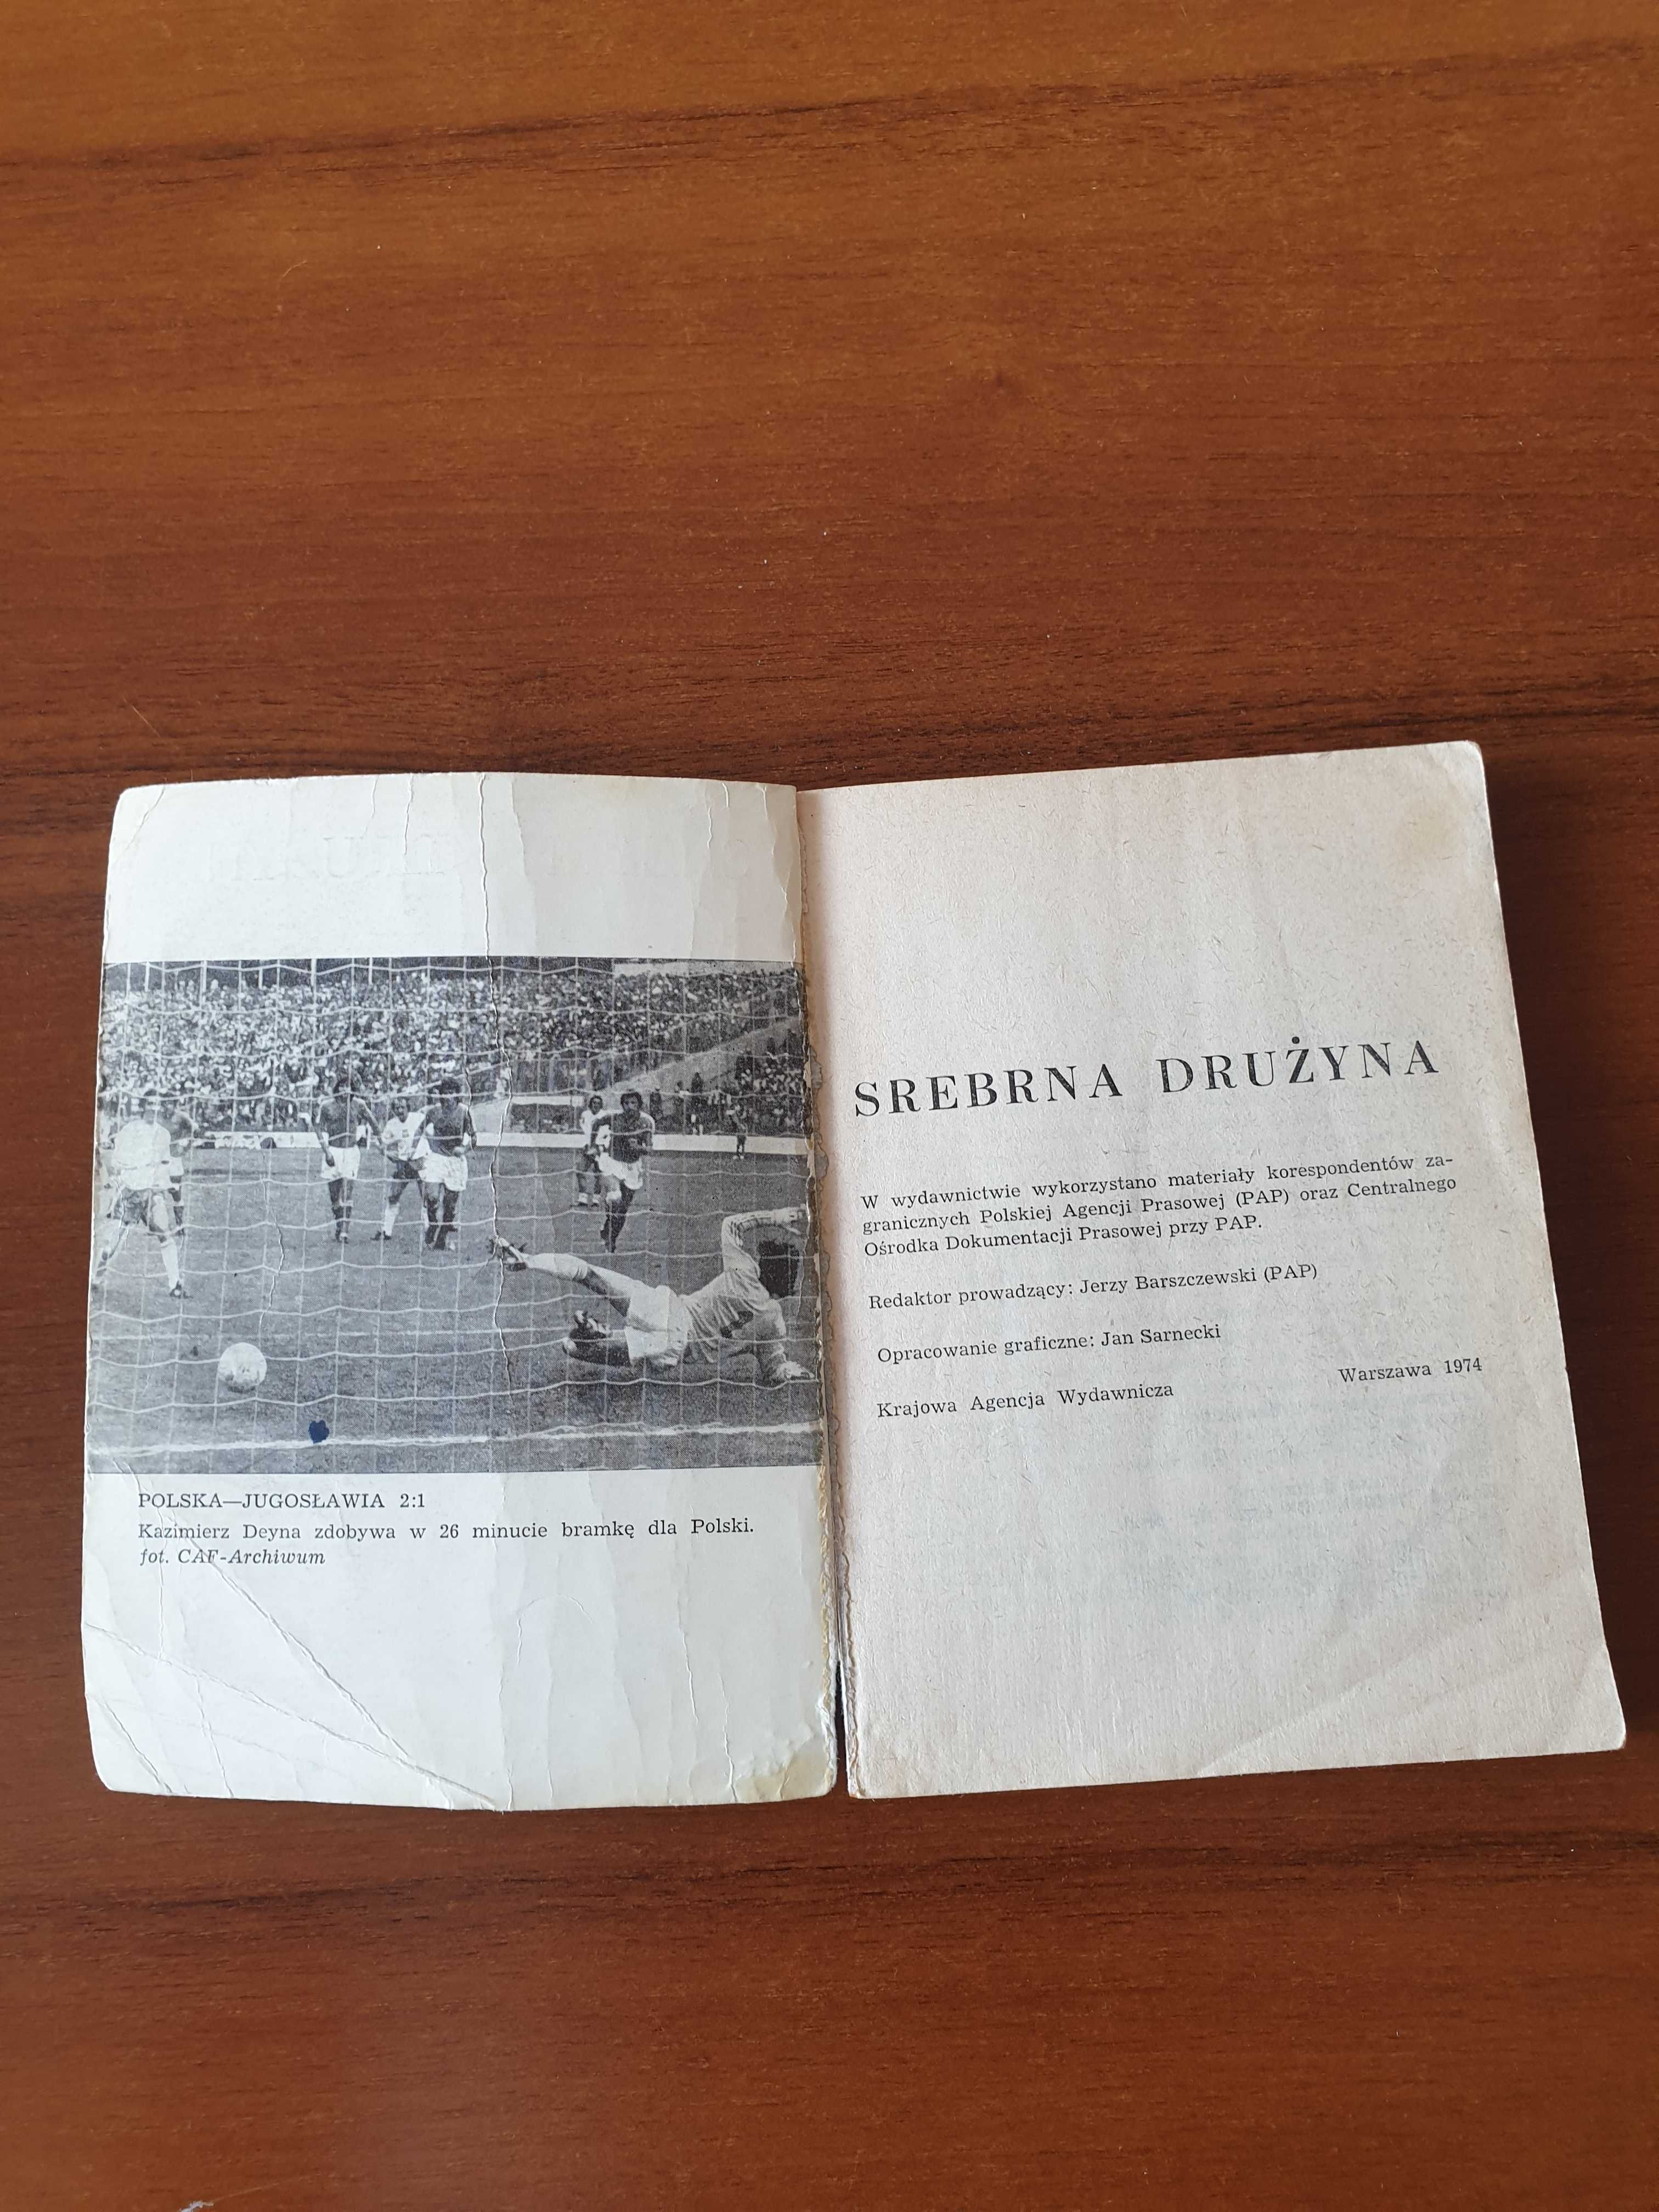 POLSKA—JUGOSŁAWIA 2:1
Kazimierz Deyna zdobywa w 26 minucie bramkę dla Polski.
fot. CAF-Archiwum
SREBRNA DRUŻYNA
W wydawnictwie wykorzystano materiały korespondentów za-
granicznych Polskiej Agencji Prasowej (PAP) oraz Centralnego
Ośrodka Dokumentacji Prasowej przy PAP.
Redaktor prowadzący: Jerzy Barszczewski (PAP)
Opracowanie graficzne: Jan Sarnecki
Krajowa Agencja Wydawnicza Warszawa 1974